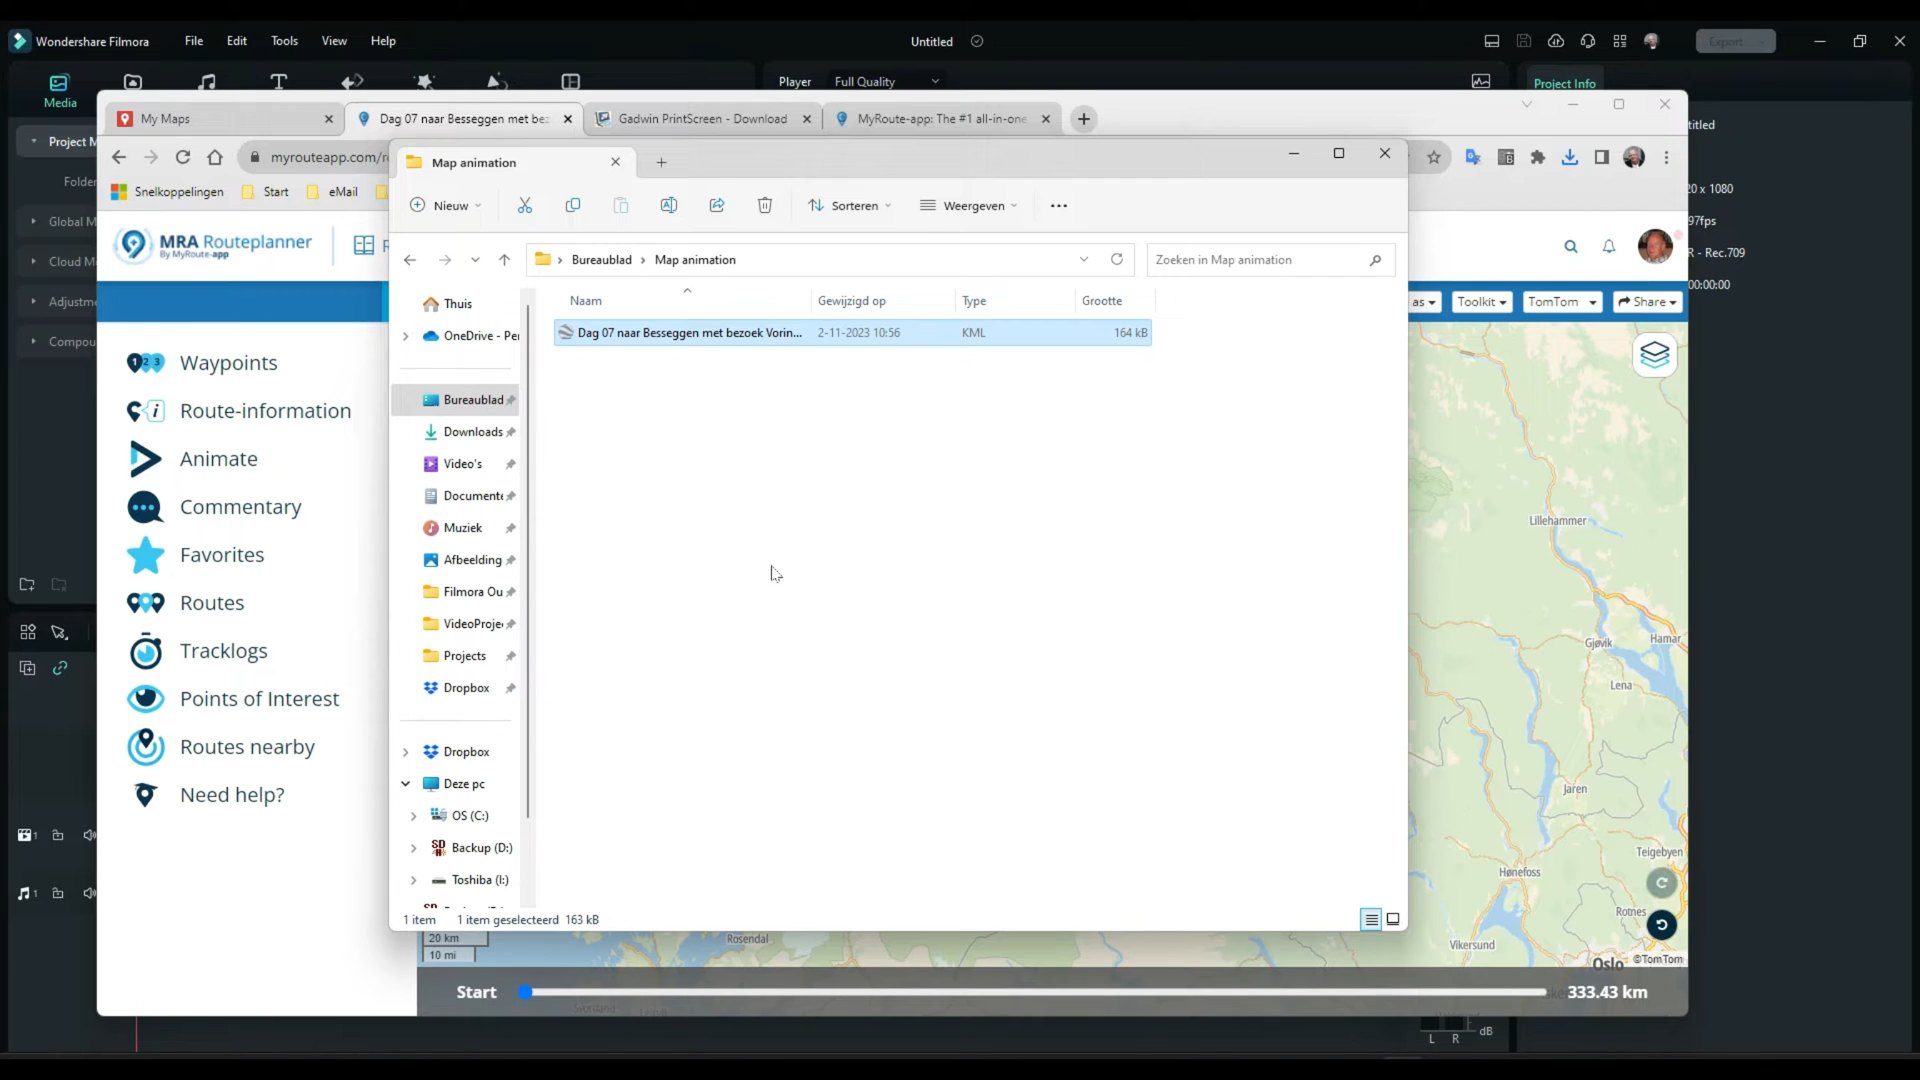 Wondershare Filmora File Edit Tools View Help Untitled Export
Media Player Full Quality Project Info
My Maps Dag 07 naar Besseggen met be Gadwin PrintScreen - Download MyRoute-app: The #1 all-in-one
myrouteapp.com/r
Snelkoppelingen Start eMail
Project M
Folder
Global M
Cloud M
Adjustm
Compou
titled
20 x 1080
97fps
R - Rec.709
00:00:00
MRA Routeplanner
By MyRoute-app
as Toolkit TomTom Share
Waypoints
Route-information
Animate
Commentary
Favorites
Routes
Tracklogs
Points of Interest
Routes nearby
Need help?
Map animation
Nieuw Sorteren Weergeven
Bureaublad Map animation Zoeken in Map animation
Naam Gewijzigd op Type Grootte
Dag 07 naar Besseggen met bezoek Vorin... 2-11-2023 10:56 KML 164 kB
Thuis
OneDrive - Per
Bureaublad
Downloads
Video's
Documente
Muziek
Afbeelding
Filmora Ou
VideoProje
Projects
Dropbox
Dropbox
Deze pc
OS (C:)
Backup (D:)
Toshiba (I:)
1 item 1 item geselecteerd 163 kB
Lillehammer
Hamar
Gjøvik
Lena
Jaren
Teigebyen
Hønefoss
Rotnes
Vikersund
Oslo ©TomTom
20 km
10 mi
Rosendal
Start 333.43 km
1
1
L R dB